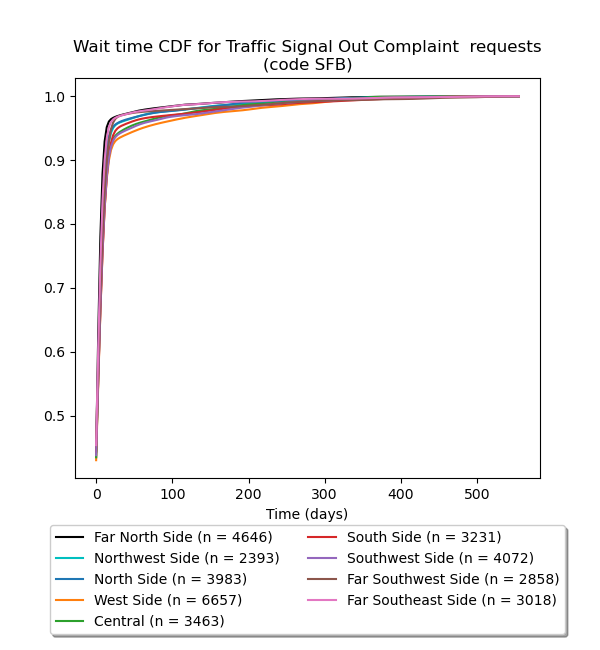 Wait time CDF for Traffic Signal Out Complaint  requests
(code SFB)
1.0
0.9
0.8
0.7
0.6
0.5
0 100 200 300 400 500
Time (days)
Far North Side (n = 4646)
Northwest Side (n = 2393)
North Side (n = 3983)
West Side (n = 6657)
Central (n = 3463)
South Side (n = 3231)
Southwest Side (n = 4072)
Far Southwest Side (n = 2858)
Far Southeast Side (n = 3018)